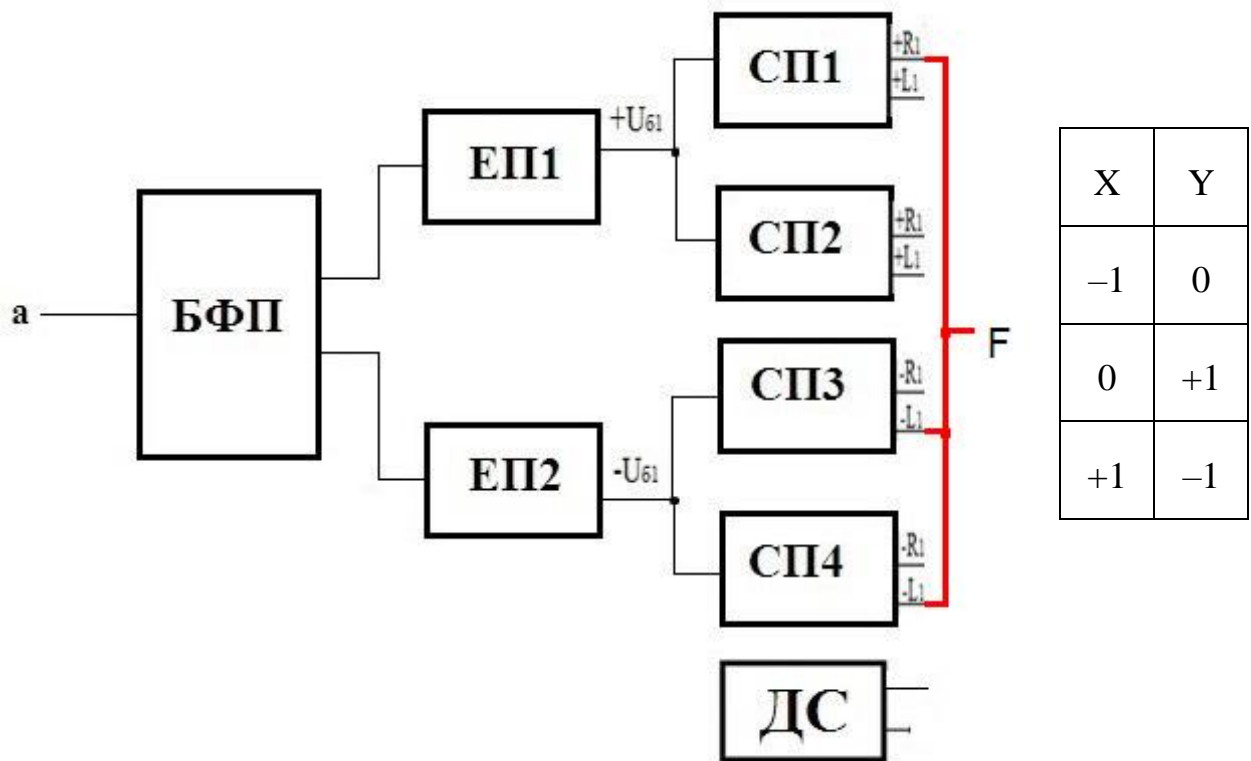 СП1
+R1
+L1
+Uб1
ЕП1
СП2
+R1
+L1
а
БФП
F
СП3
-R1
-L1
ЕП2
-Uб1
СП4
-R1
-L1
ДС
X Y
–1 0
0 +1
+1 –1